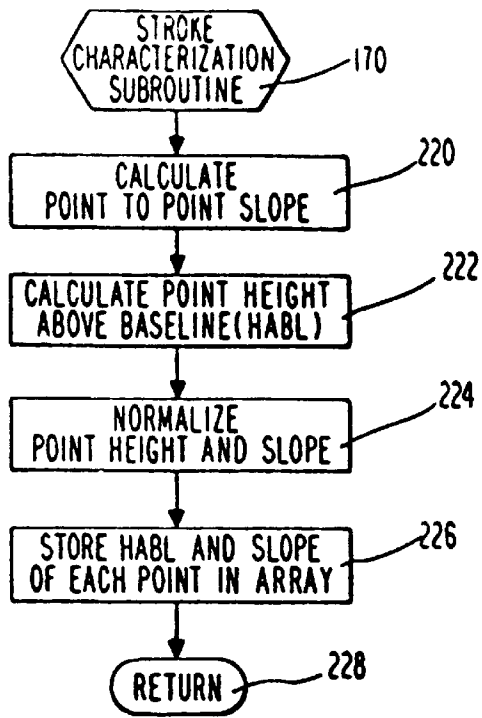 STROKE
CHARACTERIZATION
SUBROUTINE
170
CALCULATE
POINT TO POINT SLOPE
220
CALCULATE POINT HEIGHT
ABOVE BASELINE(HABL)
222
NORMALIZE
POINT HEIGHT AND SLOPE
224
STORE HABL AND SLOPE
OF EACH POINT IN ARRAY
226
RETURN
228